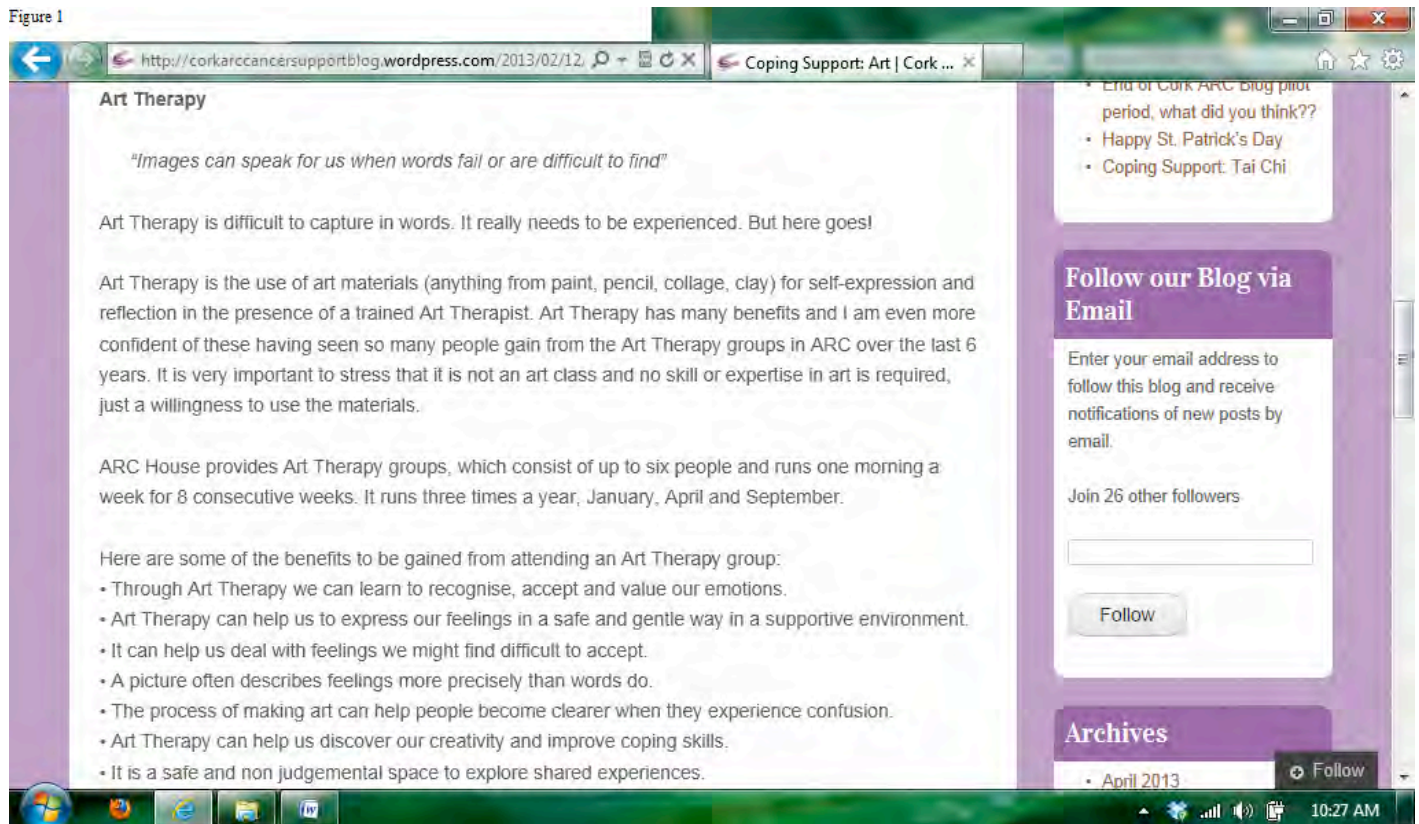 Figure 1
http://corkarccancersupportblog.wordpress.com/2013/02/12,
Coping Support: Art | Cork ...
Art Therapy
“Images can speak for us when words fail or are difficult to find”
Art Therapy is difficult to capture in words. It really needs to be experienced. But here goes!
Art Therapy is the use of art materials (anything from paint, pencil, collage, clay) for self-expression and
reflection in the presence of a trained Art Therapist. Art Therapy has many benefits and I am even more
confident of these having seen so many people gain from the Art Therapy groups in ARC over the last 6
years. It is very important to stress that it is not an art class and no skill or expertise in art is required,
just a willingness to use the materials.
ARC House provides Art Therapy groups, which consist of up to six people and runs one morning a
week for 8 consecutive weeks. It runs three times a year, January, April and September.
Here are some of the benefits to be gained from attending an Art Therapy group:
• Through Art Therapy we can learn to recognise, accept and value our emotions.
• Art Therapy can help us to express our feelings in a safe and gentle way in a supportive environment.
• It can help us deal with feelings we might find difficult to accept.
• A picture often describes feelings more precisely than words do.
• The process of making art can help people become clearer when they experience confusion.
• Art Therapy can help us discover our creativity and improve coping skills.
• It is a safe and non judgemental space to explore shared experiences.
• End of Cork ARC Blog pilot
period, what did you think??
• Happy St. Patrick's Day
• Coping Support: Tai Chi
Follow our Blog via
Email
Enter your email address to
follow this blog and receive
notifications of new posts by
email.
Join 26 other followers
Follow
Archives
• April 2013
Follow
10:27 AM